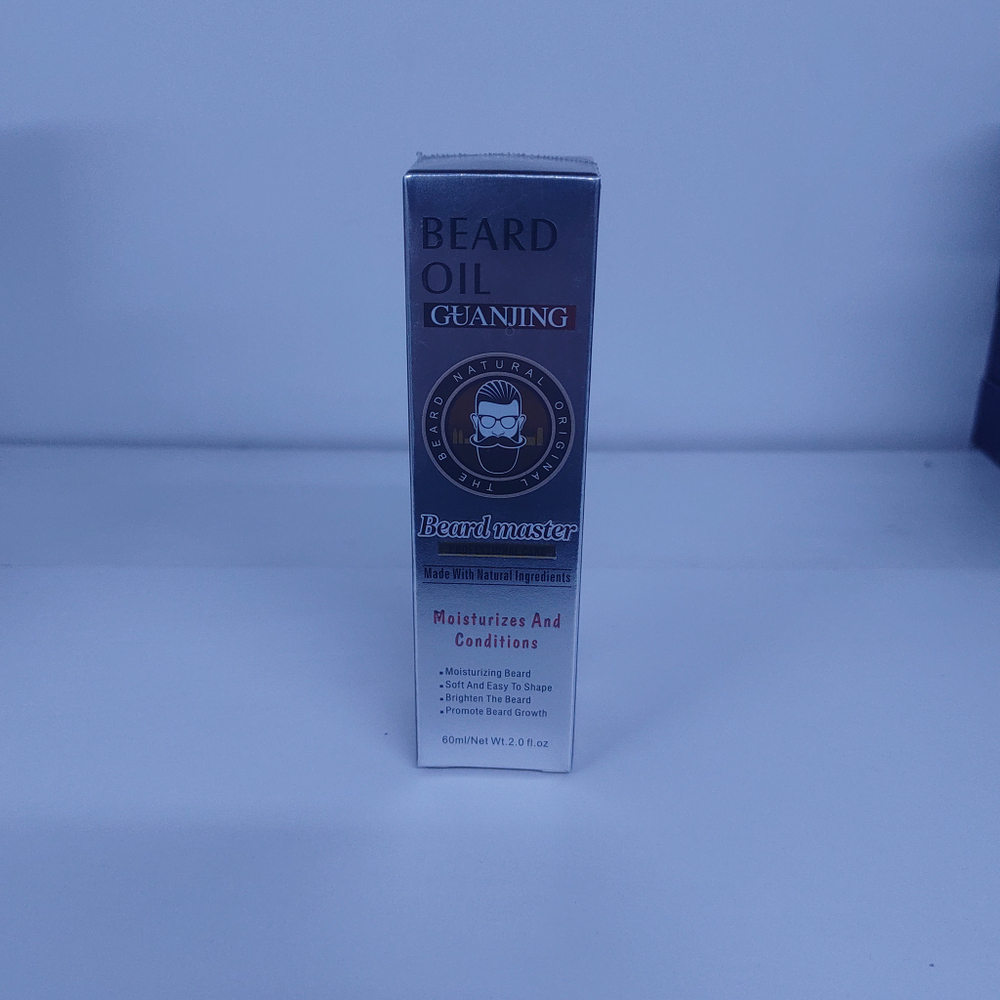 BEARD
OIL
GUANJING
THE BEARD NATURAL ORIGINAL
Beard master
Made With Natural Ingredients
Moisturizes And
Conditions
•Moisturizing Beard
•Soft And Easy To Shape
•Brighten The Beard
•Promote Beard Growth
60ml/Net Wt.2.0 fl.oz